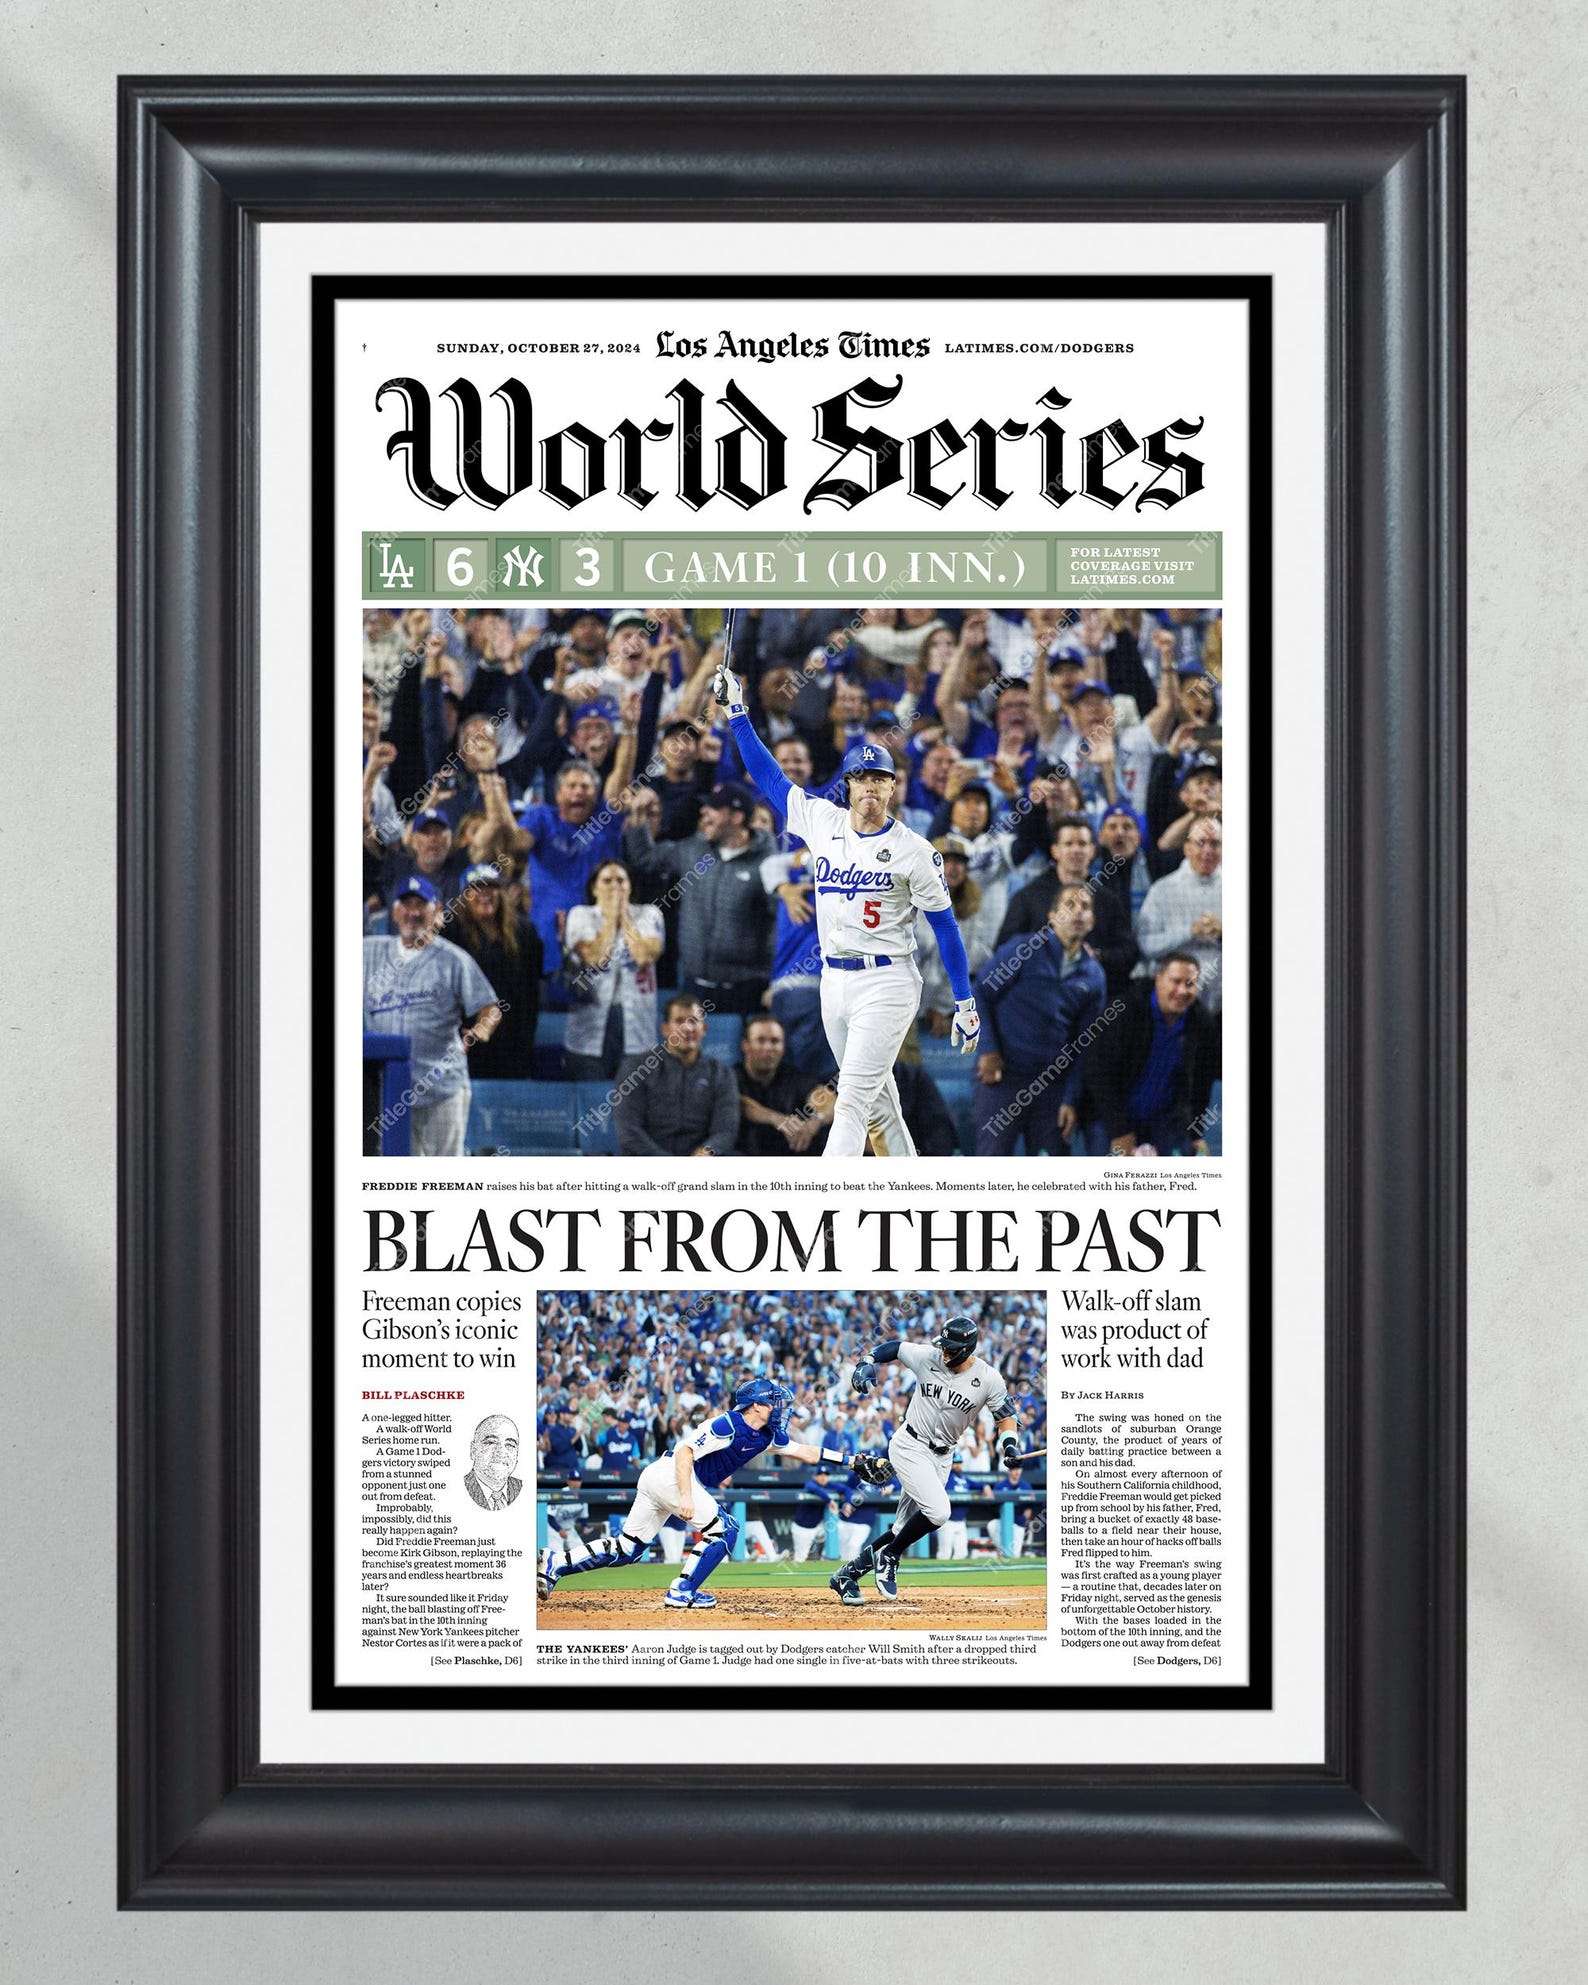 †
SUNDAY, OCTOBER 27, 2024 Los Angeles Times LATIMES.COM/DODGERS
World Series
LA 6 NY 3 GAME 1 (10 INN.)
FOR LATEST
COVERAGE VISIT
LATIMES.COM
LA
Dodgers
5
GINA FERAZZI Los Angeles Times
FREDDIE FREEMAN raises his bat after hitting a walk-off grand slam in the 10th inning to beat the Yankees. Moments later, he celebrated with his father, Fred.
BLAST FROM THE PAST
Freeman copies
Gibson's iconic
moment to win
BILL PLASCHKE
A one-legged hitter.
A walk-off World
Series home run.
A Game 1 Dod-
gers victory swiped
from a stunned
opponent just one
out from defeat.
Improbably,
impossibly, did this
really happen again?
Did Freddie Freeman just
become Kirk Gibson, replaying the
franchise's greatest moment 36
years and endless heartbreaks
later?
It sure sounded like it Friday
night, the ball blasting off Free-
man's bat in the 10th inning
against New York Yankees pitcher
Nestor Cortes as if it were a pack of
[See Plaschke, D6]
NEW YORK
WALLY SKALIJ Los Angeles Times
THE YANKEES' Aaron Judge is tagged out by Dodgers catcher Will Smith after a dropped third
strike in the third inning of Game 1. Judge had one single in five-at-bats with three strikeouts.
Walk-off slam
was product of
work with dad
BY JACK HARRIS
The swing was honed on the
sandlots of suburban Orange
County, the product of years of
daily batting practice between a
son and his dad.
On almost every afternoon of
his Southern California childhood,
Freddie Freeman would get picked
up from school by his father, Fred,
bring a bucket of exactly 48 base-
balls to a field near their house,
then take an hour of hacks off balls
Fred flipped to him.
It's the way Freeman's swing
was first crafted as a young player
— a routine that, decades later on
Friday night, served as the genesis
of unforgettable October history.
With the bases loaded in the
bottom of the 10th inning, and the
Dodgers one out away from defeat
[See Dodgers, D6]
TitleGameFrames